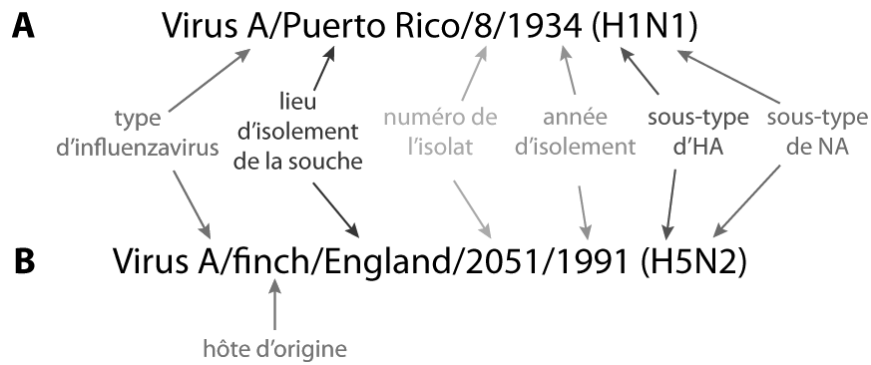 A Virus A/Puerto Rico/8/1934 (H1N1)
type
d’influenzavirus
lieu
d’isolement
de la souche
numéro de
l’isolat
année
d’isolement
sous-type
d’HA
sous-type
de NA
B Virus A/finch/England/2051/1991 (H5N2)
hôte d’origine